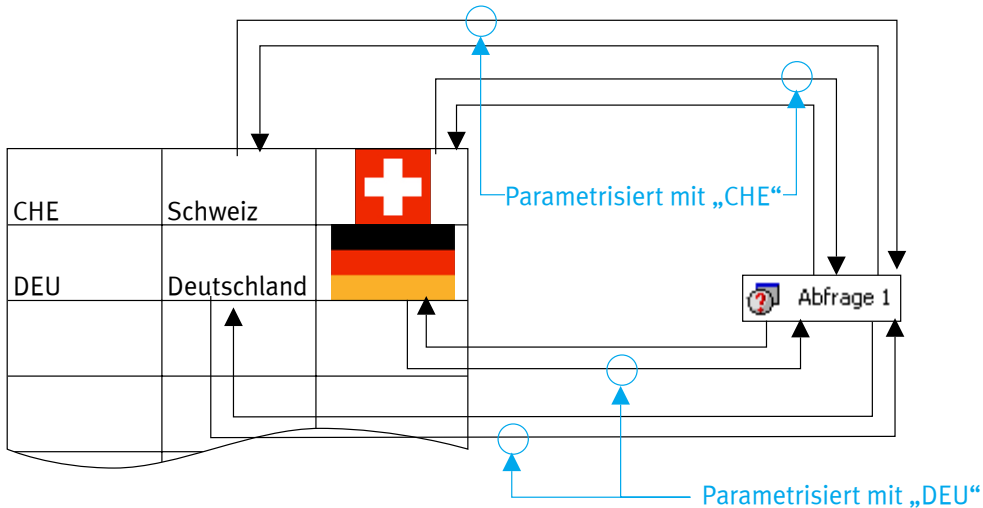 Parametrisiert mit „CHE“
CHE
Schweiz
DEU
Deutschland
Abfrage 1
Parametrisiert mit „DEU“